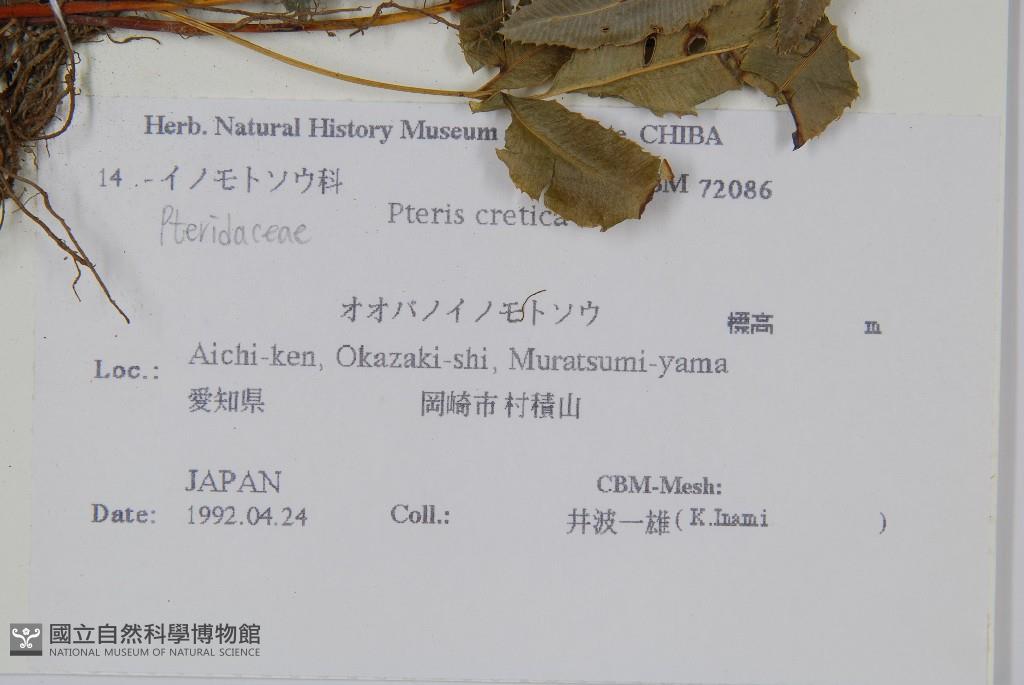 Herb. Natural History Museum CHIBA
14 .- イノモトソウ科 72086
Pteridaceae
Pteris cretica
オオバノイノモトソウ
標高 m
Loc.: Aichi-ken, Okazaki-shi, Muratsumi-yama
愛知県 岡崎市 村積山
JAPAN
CBM-Mesh:
Date: 1992.04.24 Coll.: 井波一雄 ( K.Inami )
國立自然科學博物館
NATIONAL MUSEUM OF NATURAL SCIENCE